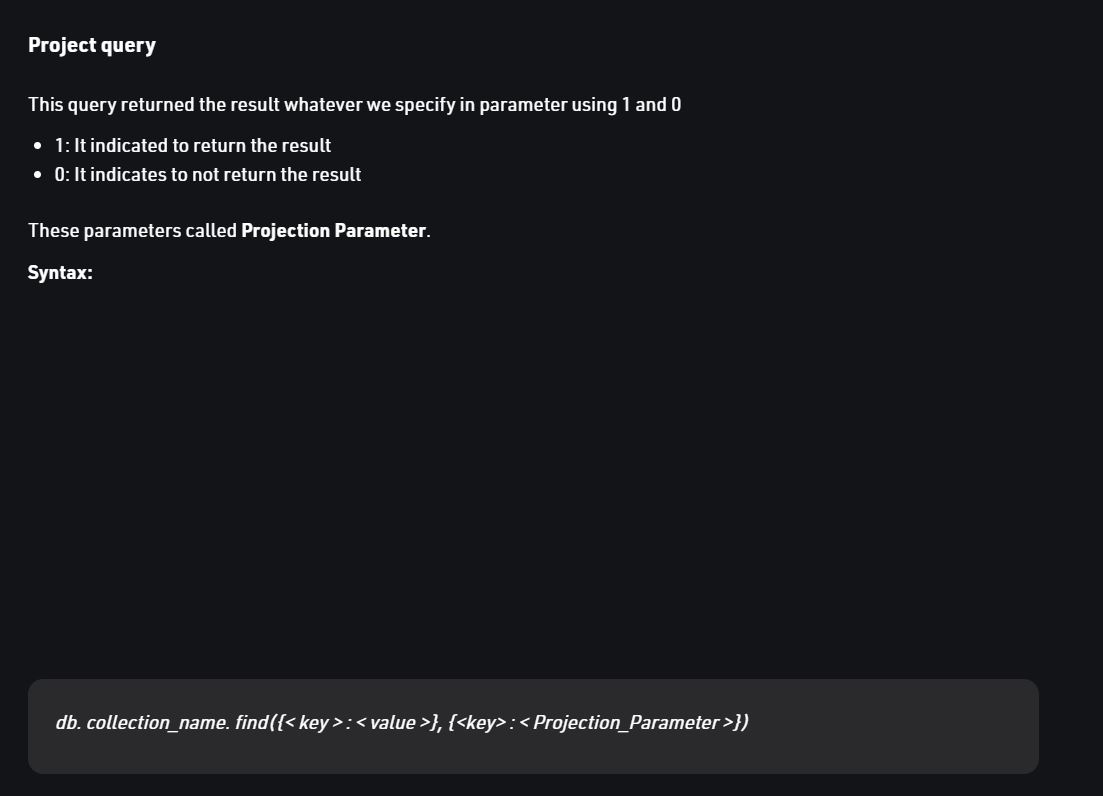 Project query
This query returned the result whatever we specify in parameter using 1 and 0
• 1: It indicated to return the result
• 0: It indicates to not return the result
These parameters called Projection Parameter.
Syntax:
db. collection_name. find({< key > : < value >}, {<key> : < Projection_Parameter >})